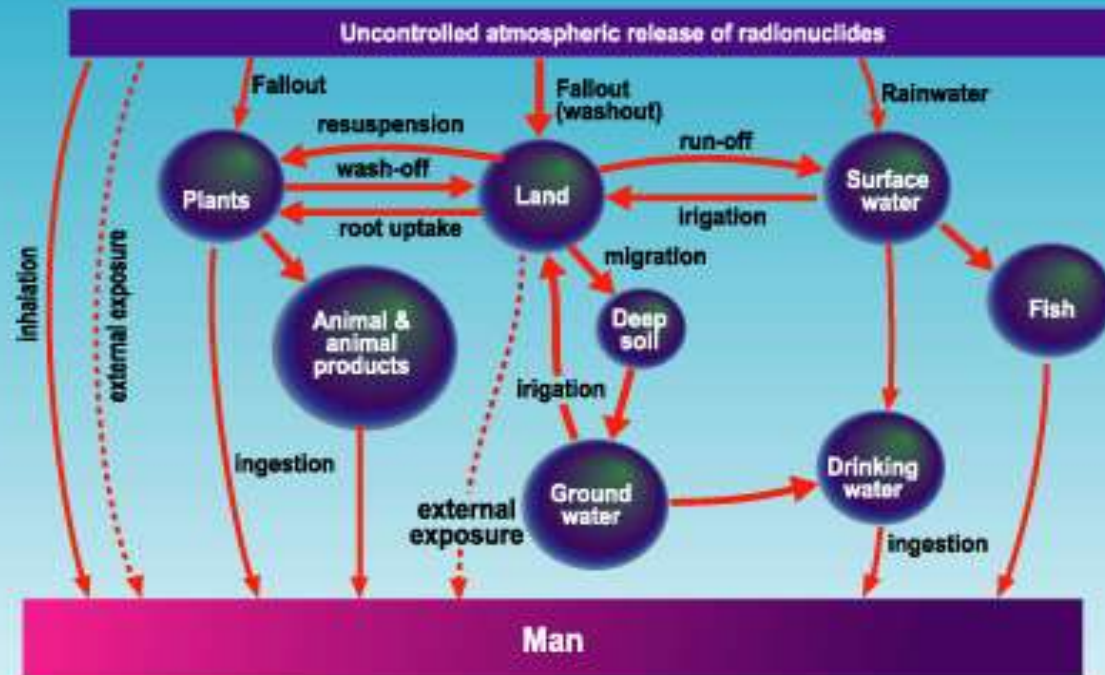 Uncontrolled atmospheric release of radionuclides
Fallout
Fallout
(washout)
Rainwater
resuspension
run-off
wash-off
Plants
Land
Surface
water
irigation
root uptake
migration
inhalation
external exposure
Animal &
animal
products
Deep
soil
Fish
irigation
ingestion
external
exposure
Ground
water
Drinking
water
ingestion
Man